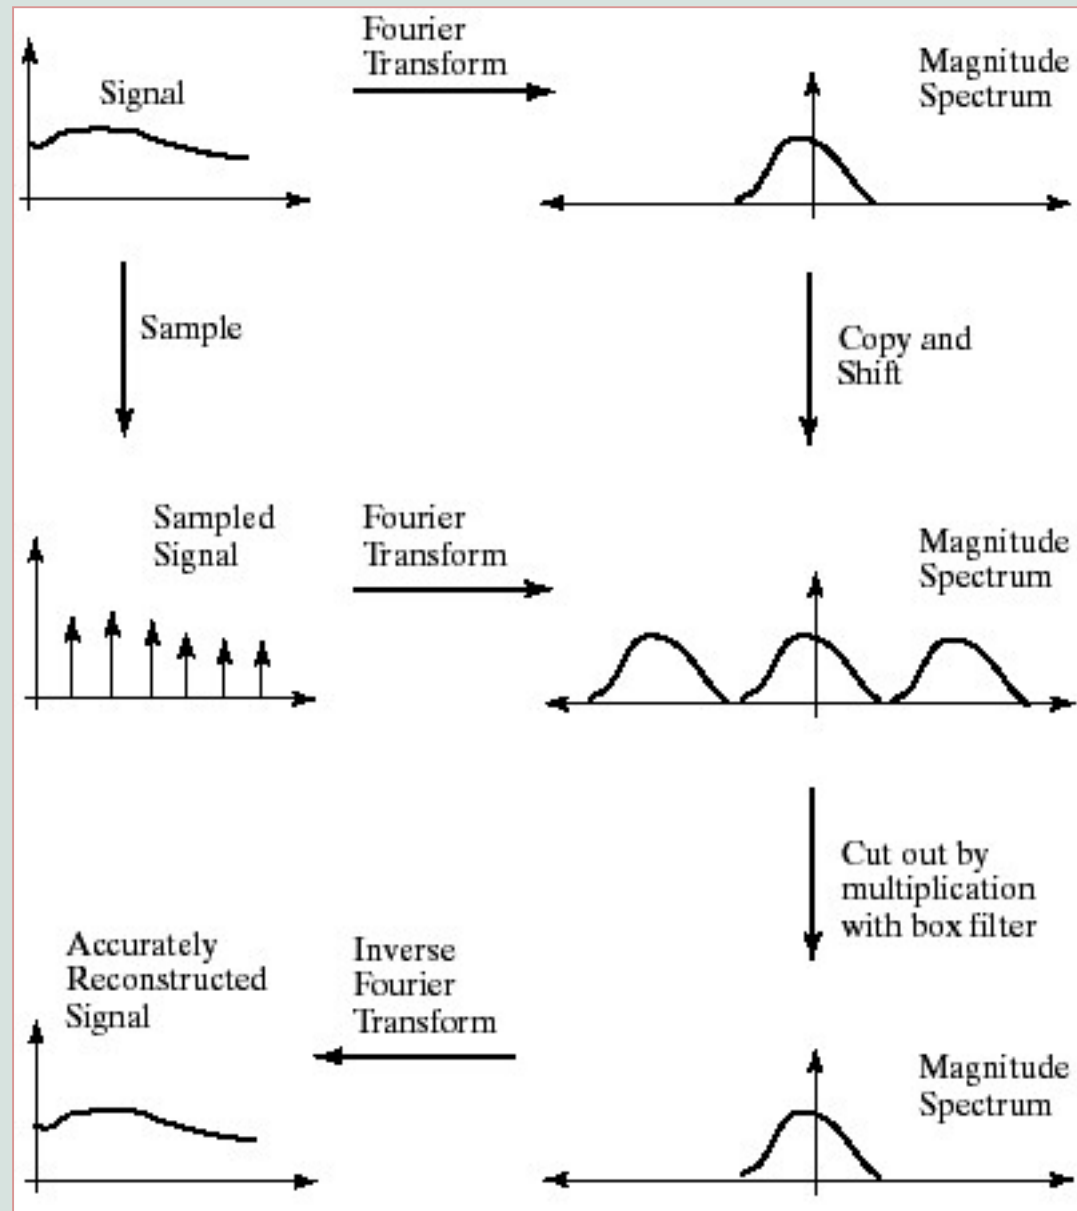 Signal
Fourier
Transform
Magnitude
Spectrum
Sample
Copy and
Shift
Sampled
Signal
Fourier
Transform
Magnitude
Spectrum
Cut out by
multiplication
with box filter
Accurately
Reconstructed
Signal
Inverse
Fourier
Transform
Magnitude
Spectrum